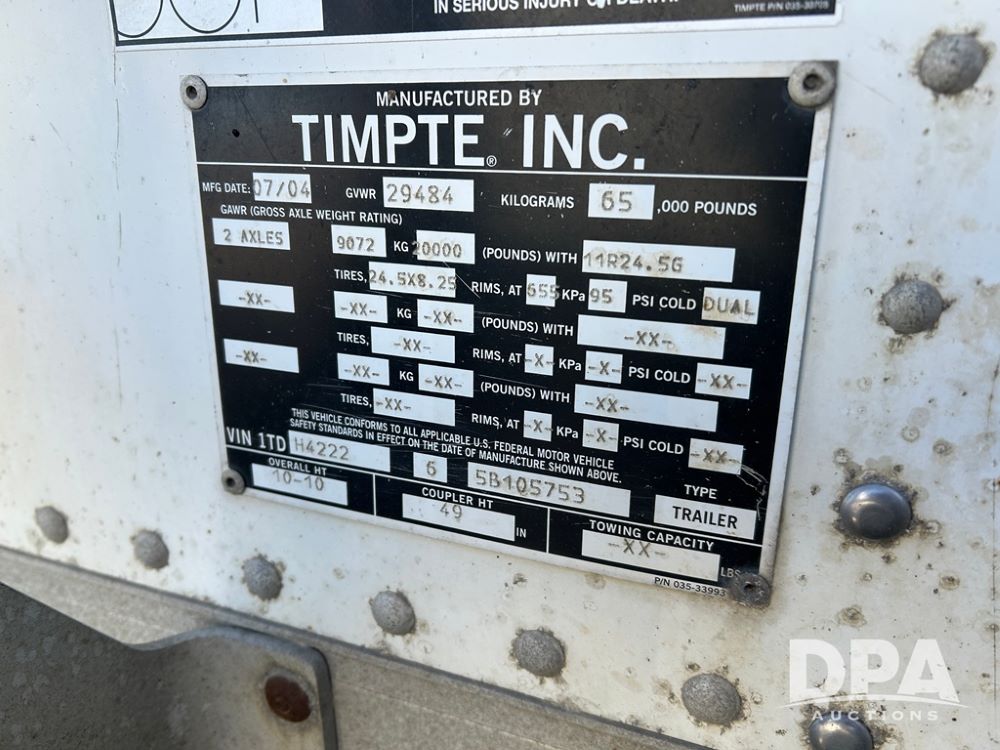 IN SERIOUS INJURY OR DEATH.
TIMPTE P/N
MANUFACTURED BY
TIMPTE® INC.
MFG DATE: 07/04 GVWR 29484 KILOGRAMS 65 ,000 POUNDS
GAWR (GROSS AXLE WEIGHT RATING)
2 AXLES 9072 KG 20000 (POUNDS) WITH 11R24.5G
TIRES, 24.5X8.25 RIMS, AT 655 KPa 95 PSI COLD DUAL
-XX- -XX- KG -XX- (POUNDS) WITH -XX-
TIRES, -XX- RIMS, AT -X- KPa -X- PSI COLD -XX-
-XX- -XX- KG -XX- (POUNDS) WITH -XX-
TIRES, -XX- RIMS, AT -X- KPa -X- PSI COLD -XX-
THIS VEHICLE CONFORMS TO ALL APPLICABLE U.S. FEDERAL MOTOR VEHICLE
SAFETY STANDARDS IN EFFECT ON THE DATE OF MANUFACTURE SHOWN ABOVE.
VIN 1TD H4222 6 5B105753 TYPE
TRAILER
OVERALL HT
10-10
COUPLER HT
49 IN
TOWING CAPACITY
-XX- LBS
P/N 035-33993
DPA
AUCTIONS